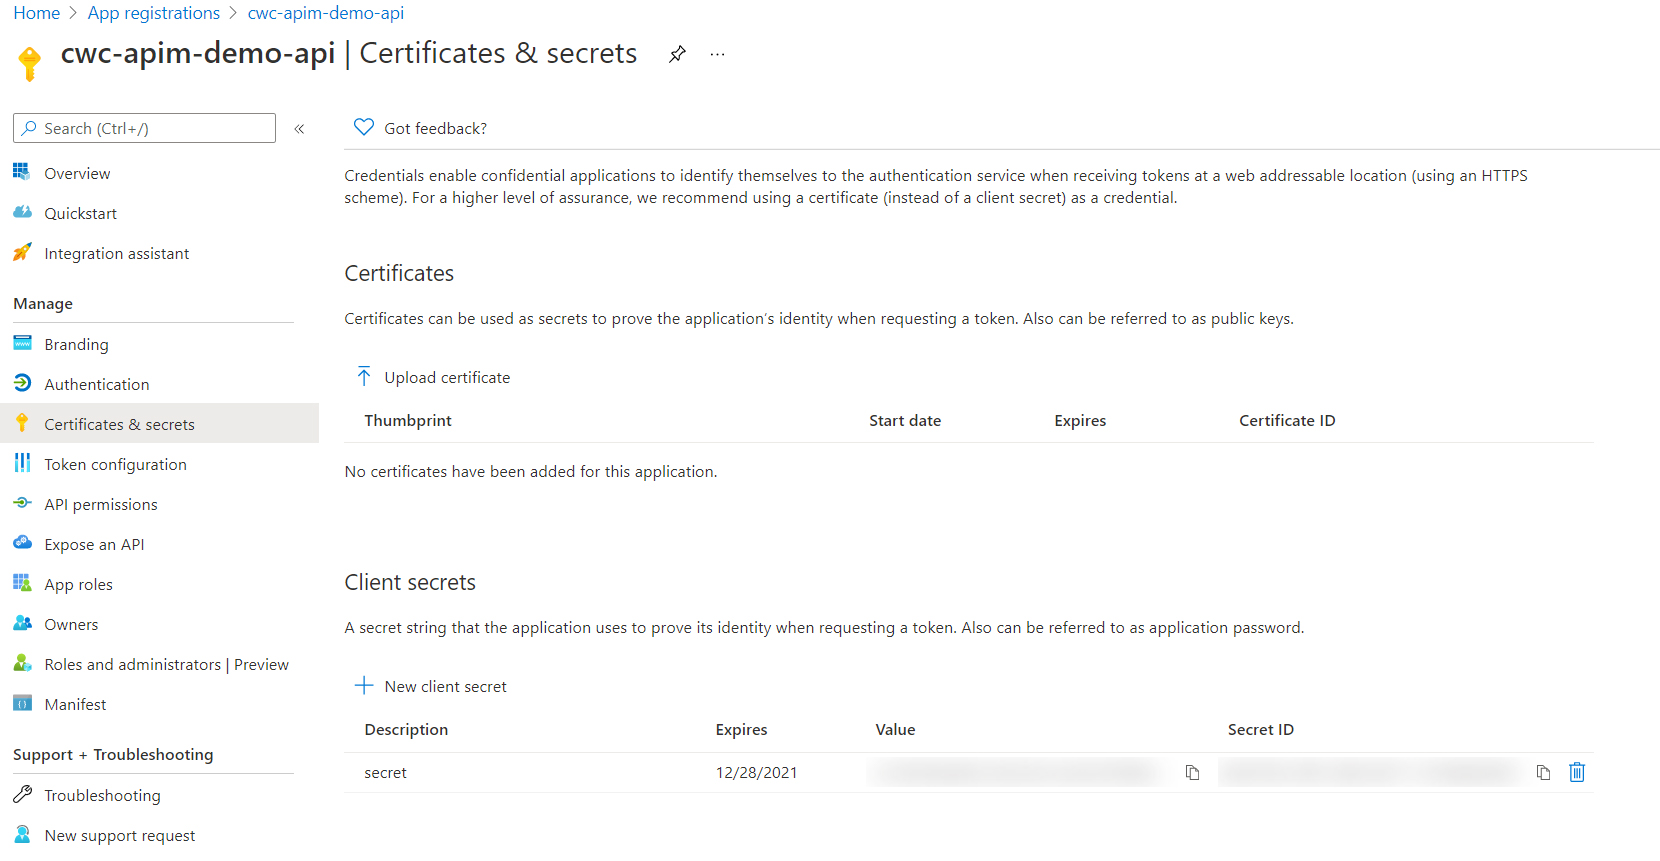 Home > App registrations > cwc-apim-demo-api
cwc-apim-demo-api | Certificates & secrets
Search (Ctrl+/)
«
Overview
Quickstart
Integration assistant
Manage
Branding
Authentication
Certificates & secrets
Token configuration
API permissions
Expose an API
App roles
Owners
Roles and administrators | Preview
Manifest
Support + Troubleshooting
Troubleshooting
New support request
Got feedback?
Credentials enable confidential applications to identify themselves to the authentication service when receiving tokens at a web addressable location (using an HTTPS
scheme). For a higher level of assurance, we recommend using a certificate (instead of a client secret) as a credential.
Certificates
Certificates can be used as secrets to prove the application's identity when requesting a token. Also can be referred to as public keys.
Upload certificate
Thumbprint Start date Expires Certificate ID
No certificates have been added for this application.
Client secrets
A secret string that the application uses to prove its identity when requesting a token. Also can be referred to as application password.
New client secret
Description Expires Value Secret ID
secret 12/28/2021